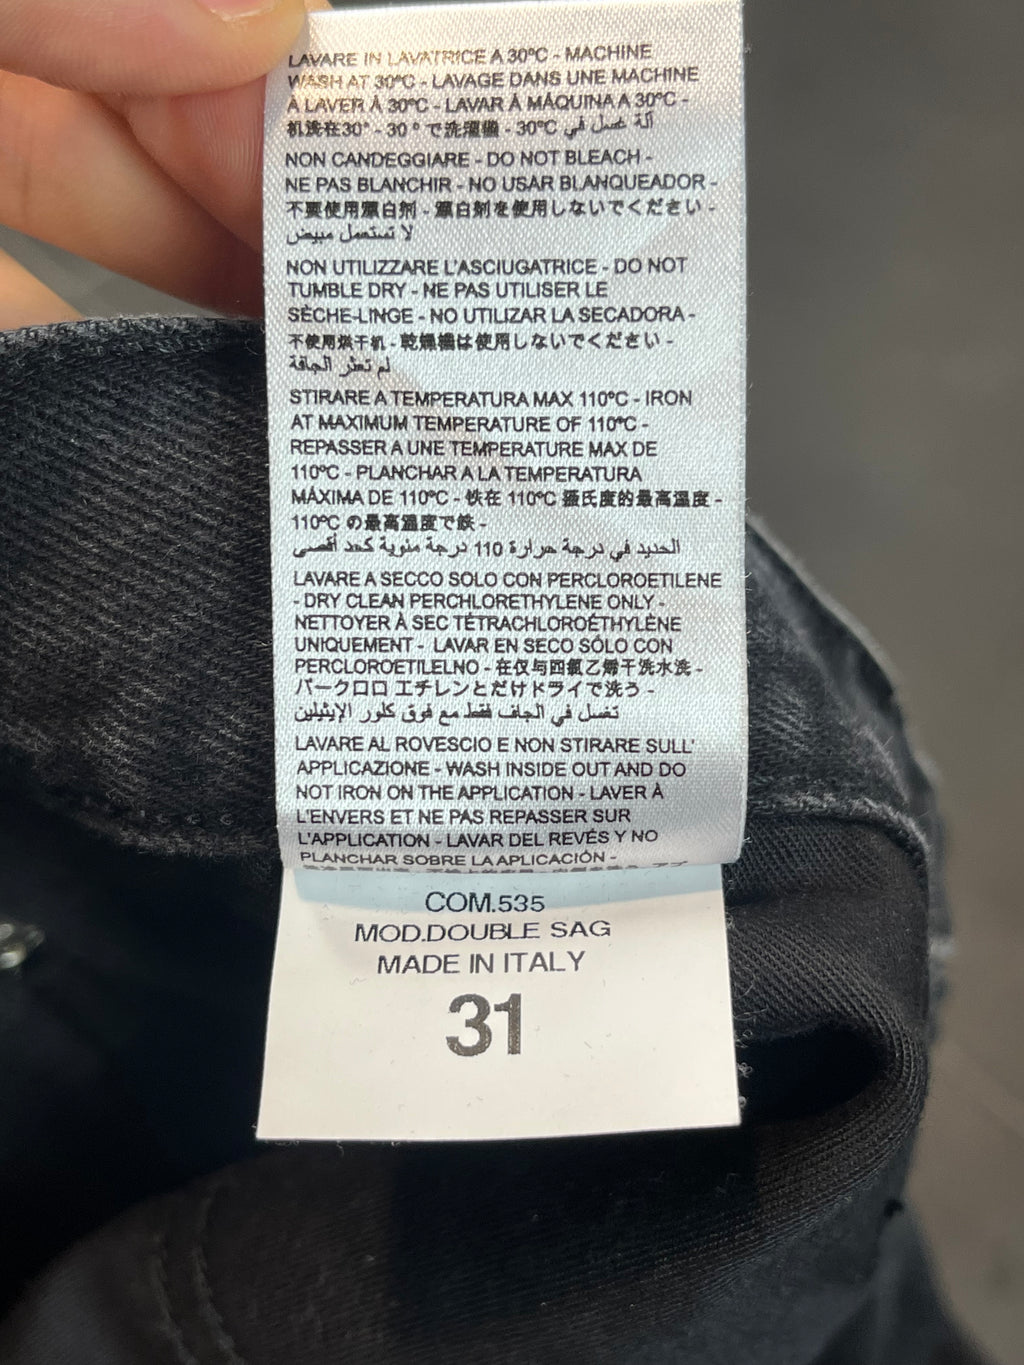 LAVARE IN LAVATRICE A 30°C - MACHINE
WASH AT 30°C - LAVAGE DANS UNE MACHINE
À LAVER À 30°C - LAVAR À MÁQUINA A 30°C -
机洗在30° - 30° で洗濯機 - 30°C آلة غسل في
NON CANDEGGIARE - DO NOT BLEACH -
NE PAS BLANCHIR - NO USAR BLANQUEADOR -
不要使用漂白剂 - 漂白剤を使用しないでください -
لا تستعمل مبيض
NON UTILIZZARE L'ASCIUGATRICE - DO NOT
TUMBLE DRY - NE PAS UTILISER LE
SÈCHE-LINGE - NO UTILIZAR LA SECADORA -
不使用烘干机 - 乾燥機は使用しないでください -
لم تطر الجافة
STIRARE A TEMPERATURA MAX 110°C - IRON
AT MAXIMUM TEMPERATURE OF 110°C -
REPASSER A UNE TEMPERATURE MAX DE
110°C - PLANCHAR A LA TEMPERATURA
MÁXIMA DE 110°C - 铁在 110°C 摄氏度的最高温度 -
110°C の最高温度で鉄 -
الحديد في درجة حرارة 110 درجة مئوية كحد أقصى
LAVARE A SECCO SOLO CON PERCLOROETILENE
- DRY CLEAN PERCHLORETHYLENE ONLY -
NETTOYER À SEC TÉTRACHLOROÉTHYLÈNE
UNIQUEMENT - LAVAR EN SECO SÓLO CON
PERCLOROETILELNO - 在仅与四氯乙烯干洗水洗 -
パークロロ エチレンとだけドライで洗う -
تغسل في الجاف فقط مع فوق كلور الإيثيلين
LAVARE AL ROVESCIO E NON STIRARE SULL'
APPLICAZIONE - WASH INSIDE OUT AND DO
NOT IRON ON THE APPLICATION - LAVER À
L'ENVERS ET NE PAS REPASSER SUR
L'APPLICATION - LAVAR DEL REVÉS Y NO
PLANCHAR SOBRE LA APLICACIÓN -
COM.535
MOD.DOUBLE SAG
MADE IN ITALY
31